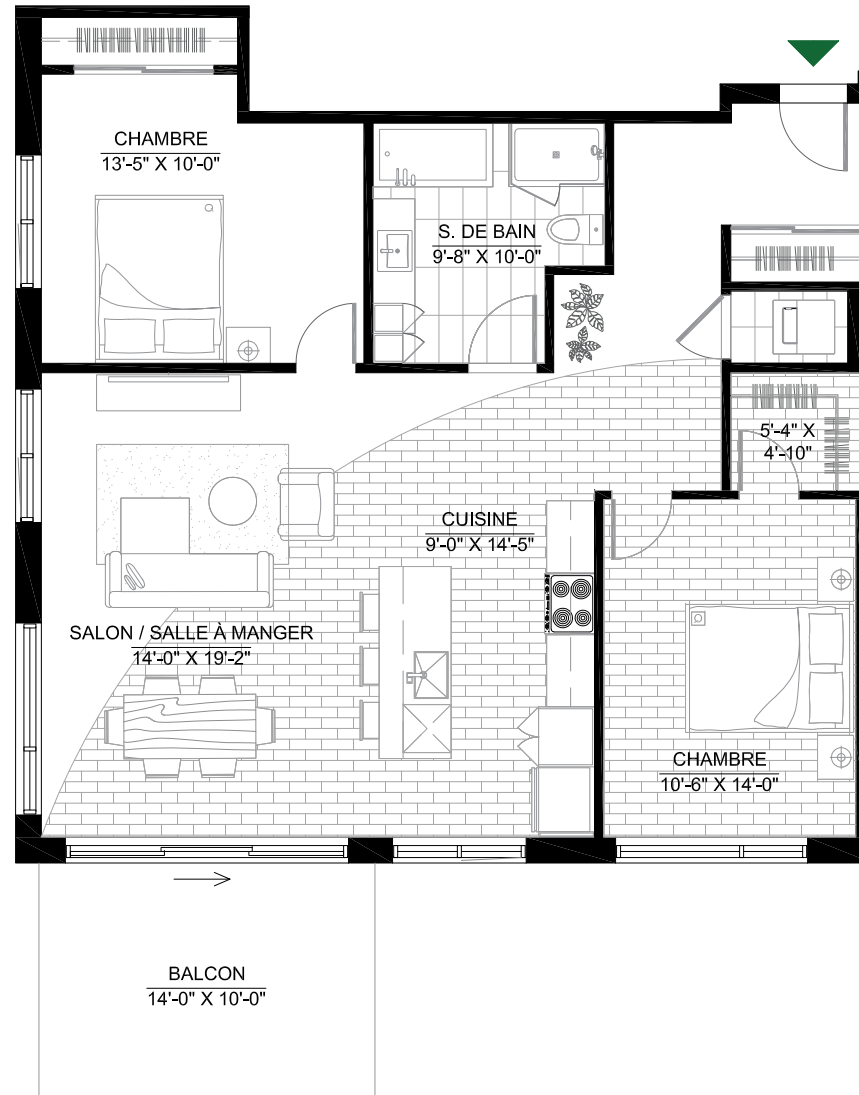 CHAMBRE
13'-5" X 10'-0"
S. DE BAIN
9'-8" X 10'-0"
5'-4" X
4'-10"
CUISINE
9'-0" X 14'-5"
SALON / SALLE À MANGER
14'-0" X 19'-2"
CHAMBRE
10'-6" X 14'-0"
BALCON
14'-0" X 10'-0"